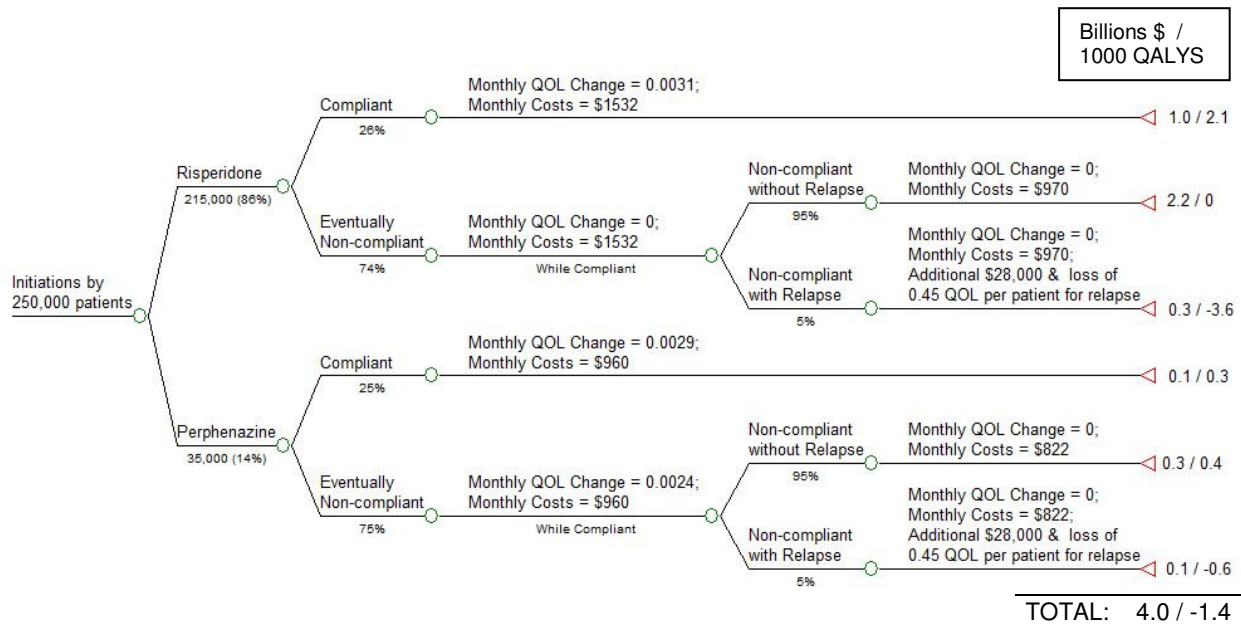 Billions $ /
1000 QALYS
Monthly QOL Change = 0.0031;
Monthly Costs = $1532
Compliant
26%
1.0 / 2.1
Risperidone
215,000 (86%)
Non-compliant
without Relapse
95%
Monthly QOL Change = 0;
Monthly Costs = $970
2.2 / 0
Eventually
Non-compliant
74%
Monthly QOL Change = 0;
Monthly Costs = $1532
While Compliant
Monthly QOL Change = 0;
Monthly Costs = $970;
Additional $28,000 & loss of
0.45 QOL per patient for relapse
Non-compliant
with Relapse
5%
0.3 / -3.6
Initiations by
250,000 patients
Monthly QOL Change = 0.0029;
Monthly Costs = $960
Compliant
25%
0.1 / 0.3
Perphenazine
35,000 (14%)
Non-compliant
without Relapse
95%
Monthly QOL Change = 0;
Monthly Costs = $822
0.3 / 0.4
Eventually
Non-compliant
75%
Monthly QOL Change = 0.0024;
Monthly Costs = $960
While Compliant
Monthly QOL Change = 0;
Monthly Costs = $822;
Additional $28,000 & loss of
0.45 QOL per patient for relapse
Non-compliant
with Relapse
5%
0.1 / -0.6
TOTAL: 4.0 / -1.4